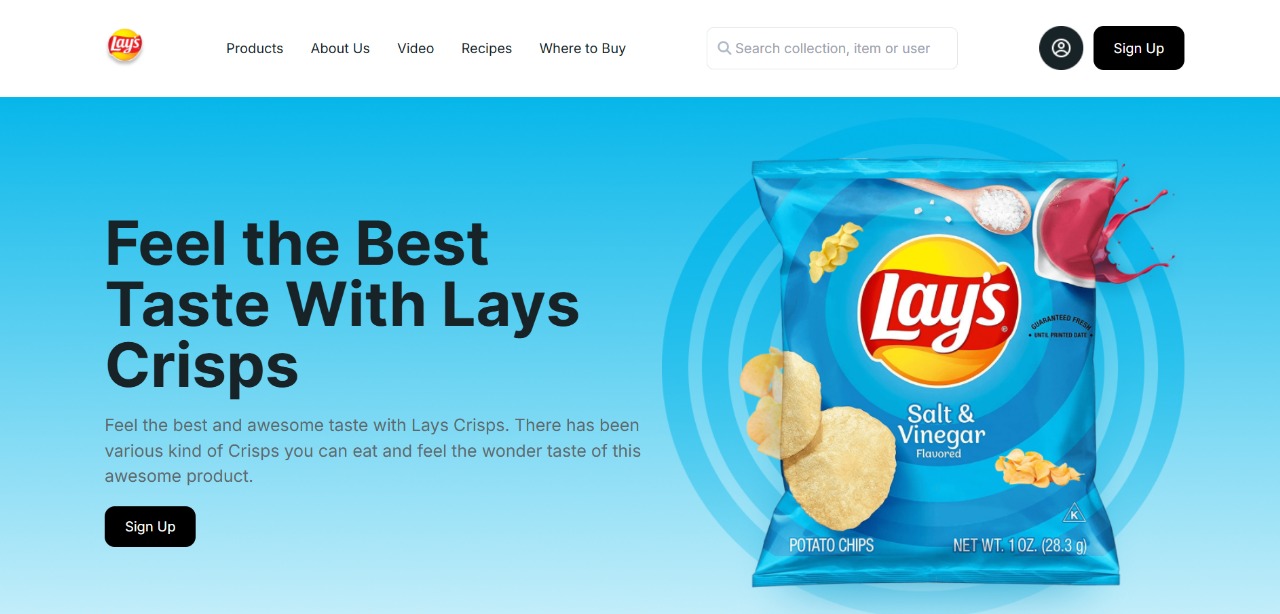 Lay's
Products
About Us
Video
Recipes
Where to Buy
Search collection, item or user
Sign Up
Feel the Best
Taste With Lays
Crisps
Feel the best and awesome taste with Lays Crisps. There has been
various kind of Crisps you can eat and feel the wonder taste of this
awesome product.
Sign Up
Lay's®
GUARANTEED FRESH
• UNTIL PRINTED DATE •
Salt &
Vinegar
Flavored
K
POTATO CHIPS
NET WT. 1 OZ. (28.3 g)